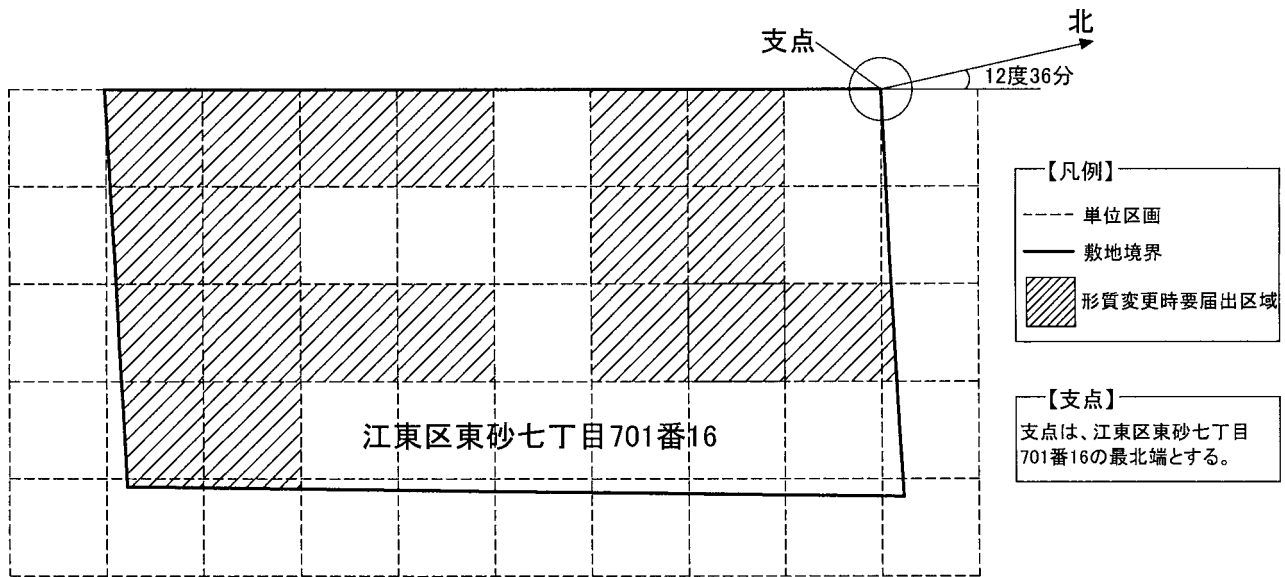 北
支点
12度36分
【凡例】
単位区画
敷地境界
形質変更時要届出区域
【支点】
支点は、江東区東砂七丁目
701番16の最北端とする。
江東区東砂七丁目701番16